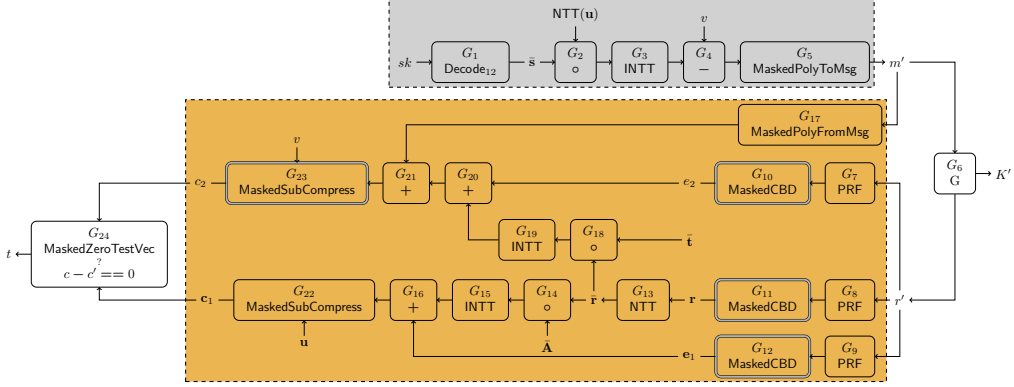 NTT(𝐮)
v
sk
G₁
Decode₁₂
s̄
G₂
∘
G₃
INTT
G₄
−
G₅
MaskedPolyToMsg
m′
G₁₇
MaskedPolyFromMsg
v
c₂
G₂₃
MaskedSubCompress
G₂₁
+
G₂₀
+
e₂
G₁₀
MaskedCBD
G₇
PRF
G₆
G
K′
G₂₄
MaskedZeroTestVec
?
c − c′ == 0
t
G₁₉
INTT
G₁₈
∘
t̄
c₁
G₂₂
MaskedSubCompress
G₁₆
+
G₁₅
INTT
G₁₄
∘
r̄
G₁₃
NTT
r
G₁₁
MaskedCBD
G₈
PRF
r′
u
Ā
e₁
G₁₂
MaskedCBD
G₉
PRF